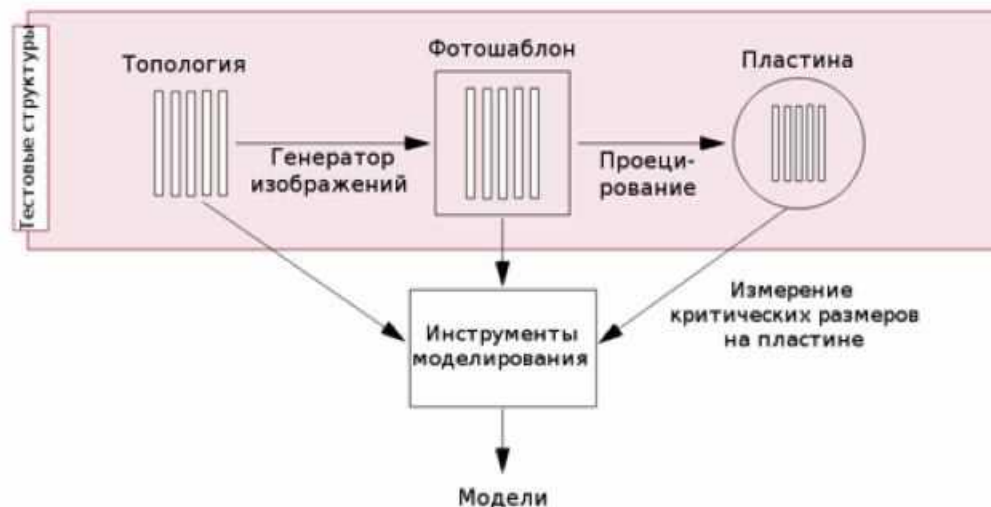 Тестовые структуры
Топология
Фотошаблон
Пластина
Генератор
изображений
Проеци-
рование
Измерение
критических размеров
на пластине
Инструменты
моделирования
Модели